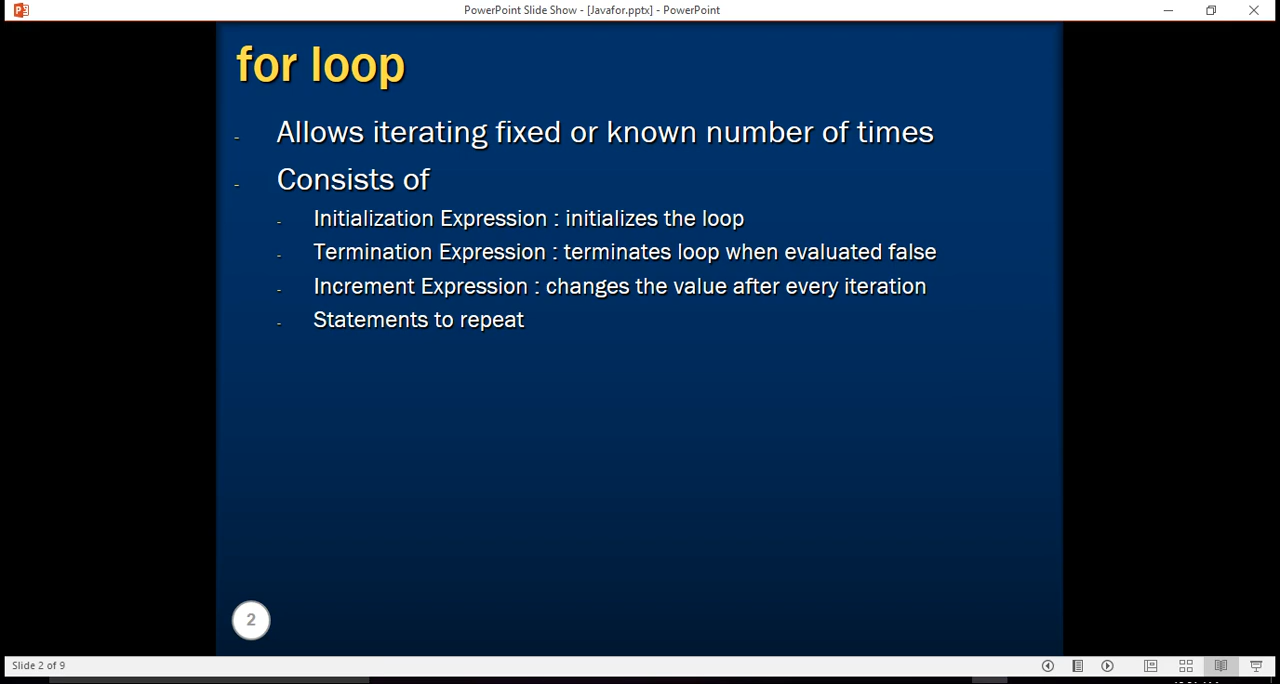 PowerPoint Slide Show - [Javafor.pptx] - PowerPoint
for loop
- Allows iterating fixed or known number of times
- Consists of
- Initialization Expression : initializes the loop
- Termination Expression : terminates loop when evaluated false
- Increment Expression : changes the value after every iteration
- Statements to repeat
2
Slide 2 of 9